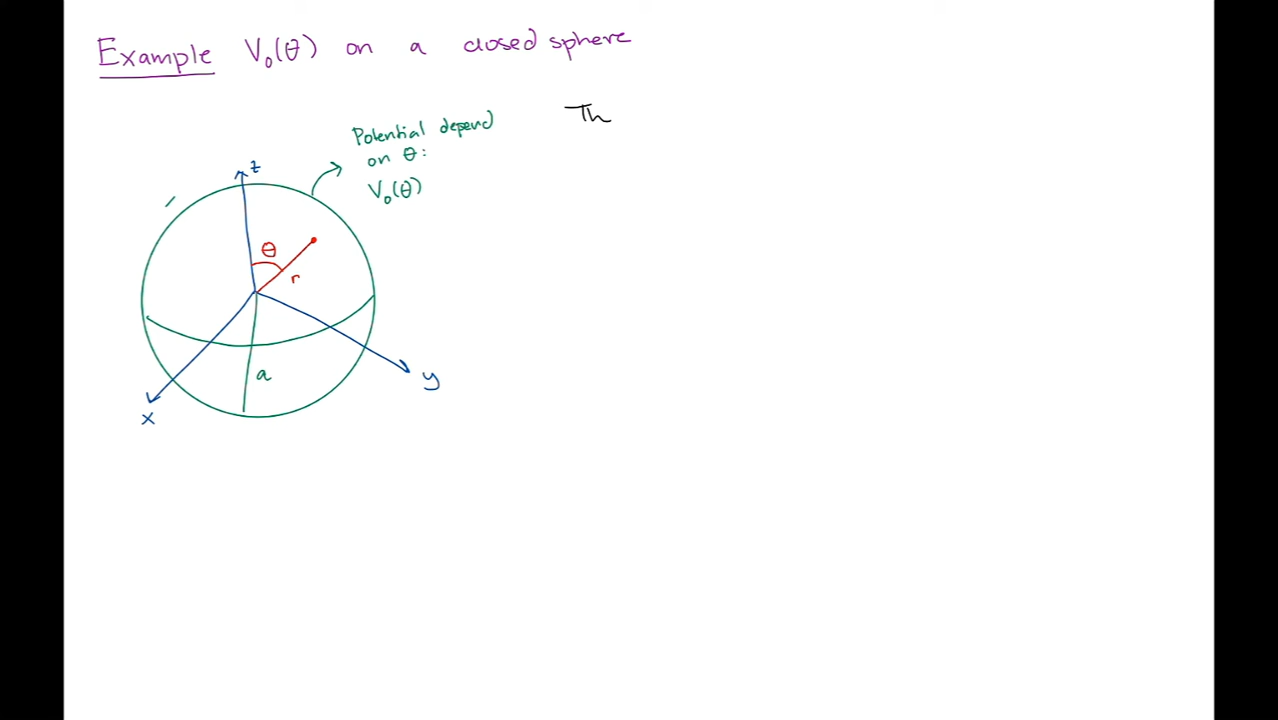 Example V₀(θ) on a closed sphere
Th
Potential depend
on θ:
V₀(θ)
z
θ
r
a
y
x